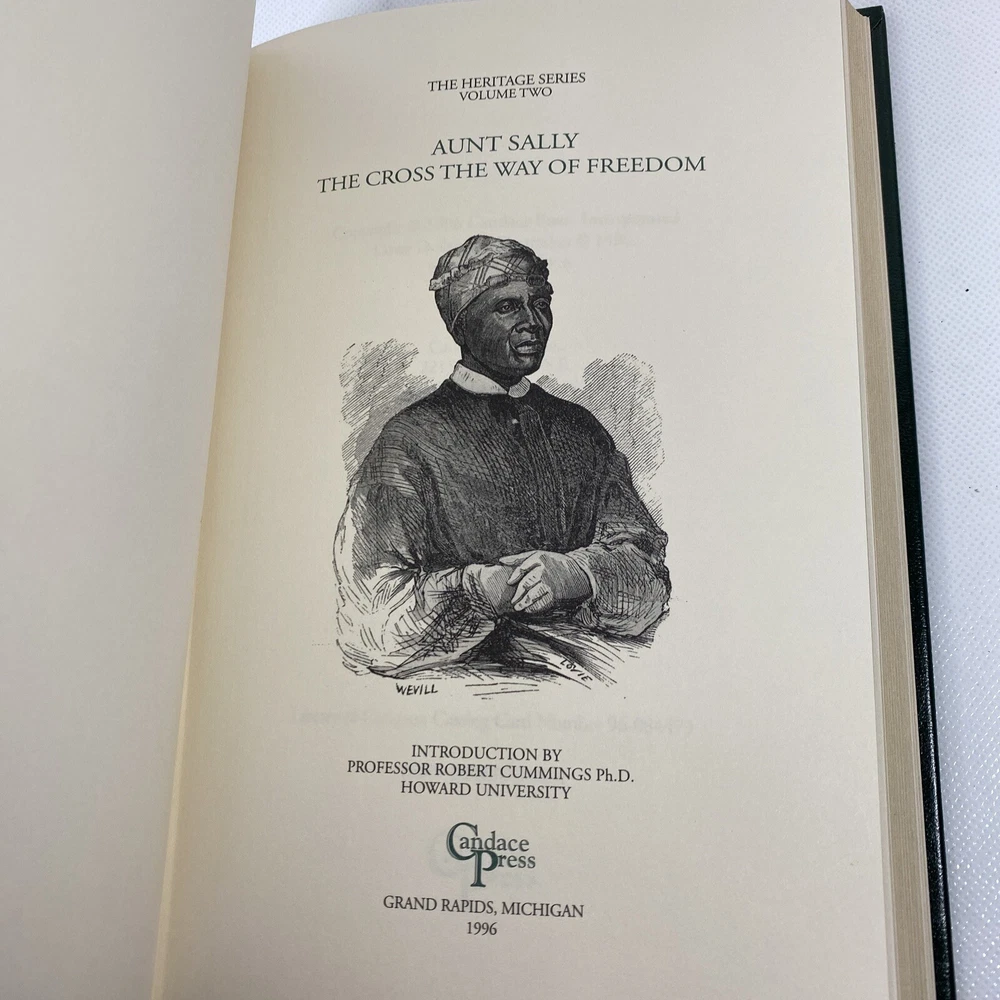 THE HERITAGE SERIES
VOLUME TWO
AUNT SALLY
THE CROSS THE WAY OF FREEDOM
WEVILL
LOVIE
INTRODUCTION BY
PROFESSOR ROBERT CUMMINGS Ph.D.
HOWARD UNIVERSITY
Candace
Press
GRAND RAPIDS, MICHIGAN
1996